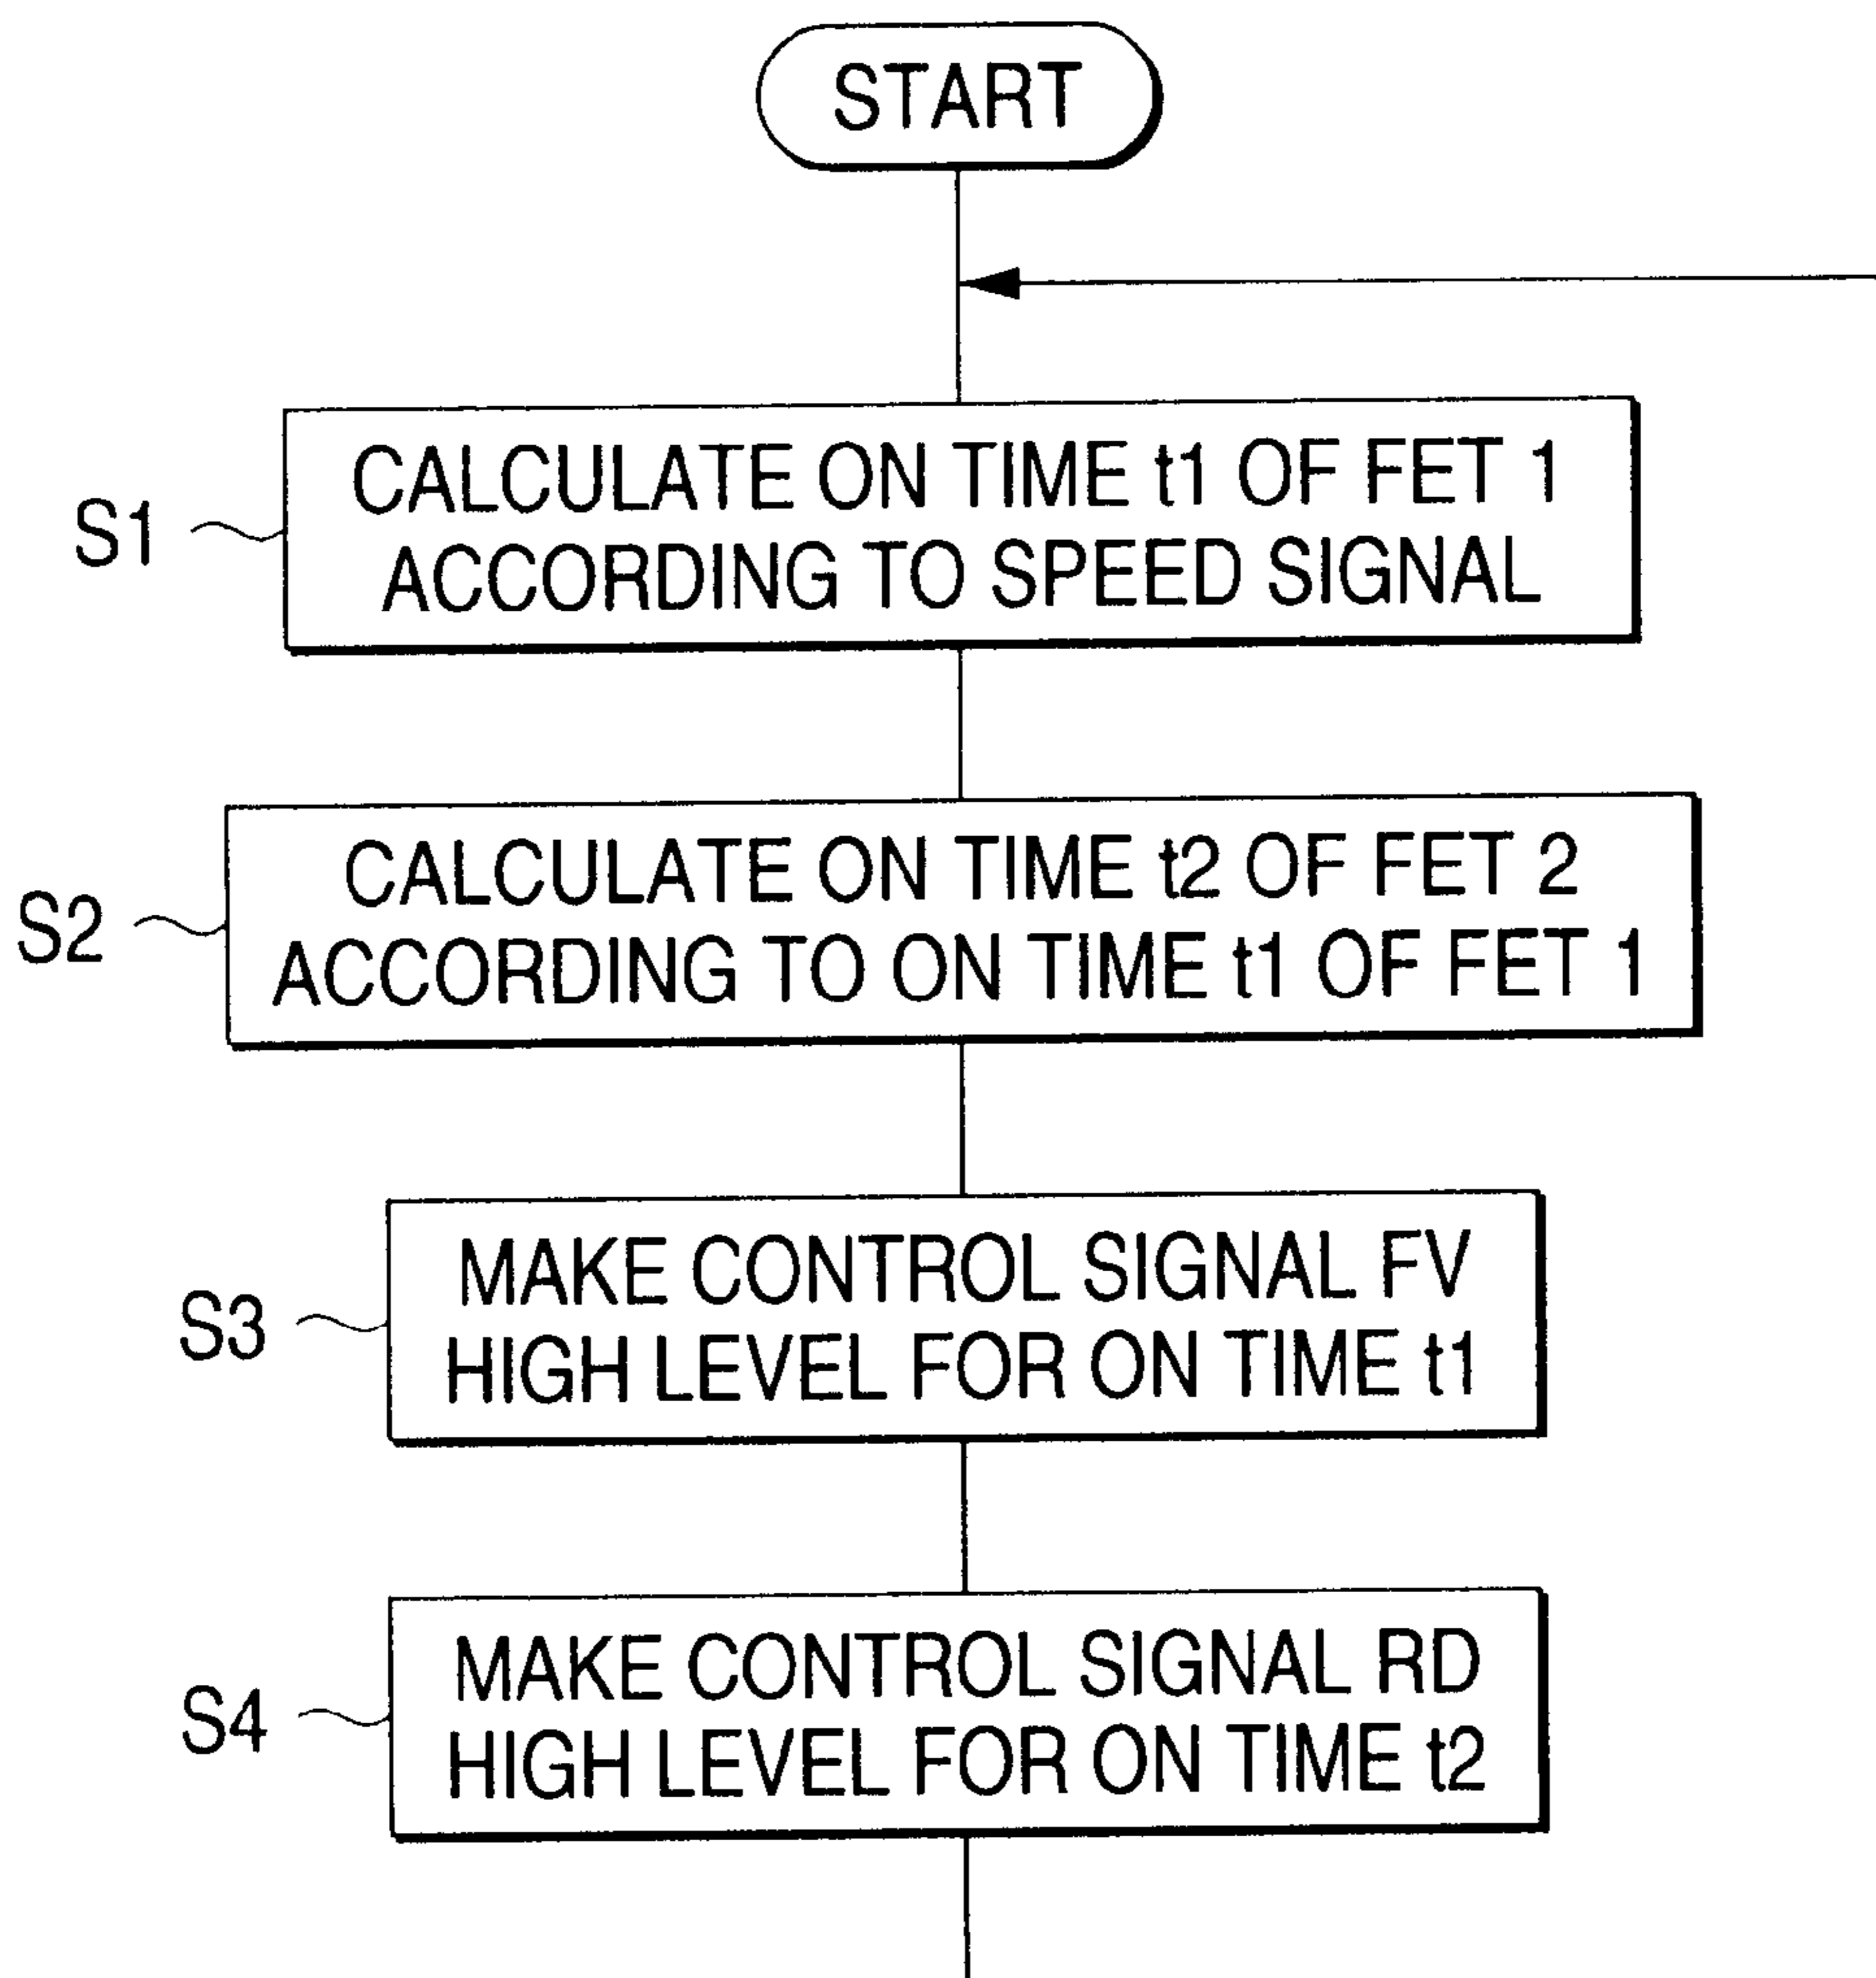 START
S1
CALCULATE ON TIME t1 OF FET 1
ACCORDING TO SPEED SIGNAL
S2
CALCULATE ON TIME t2 OF FET 2
ACCORDING TO ON TIME t1 OF FET 1
S3
MAKE CONTROL SIGNAL FV
HIGH LEVEL FOR ON TIME t1
S4
MAKE CONTROL SIGNAL RD
HIGH LEVEL FOR ON TIME t2